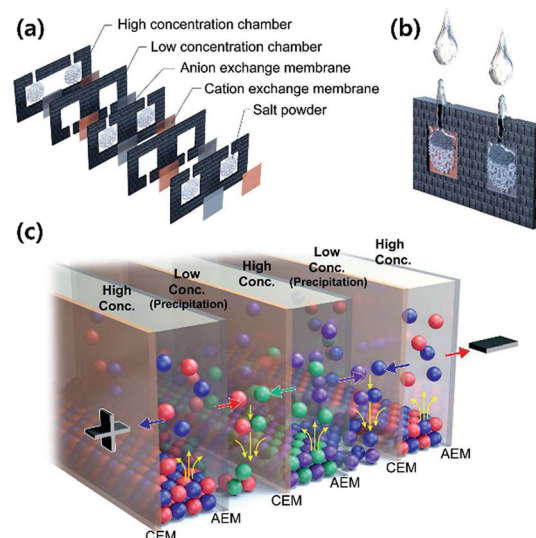 (a)
High concentration chamber
Low concentration chamber
Anion exchange membrane
Cation exchange membrane
Salt powder
(b)
(c)
High
Conc.
Low
Conc.
(Precipitation)
High
Conc.
Low
Conc.
(Precipitation)
High
Conc.
CEM
AEM
CEM
AEM
CEM
AEM